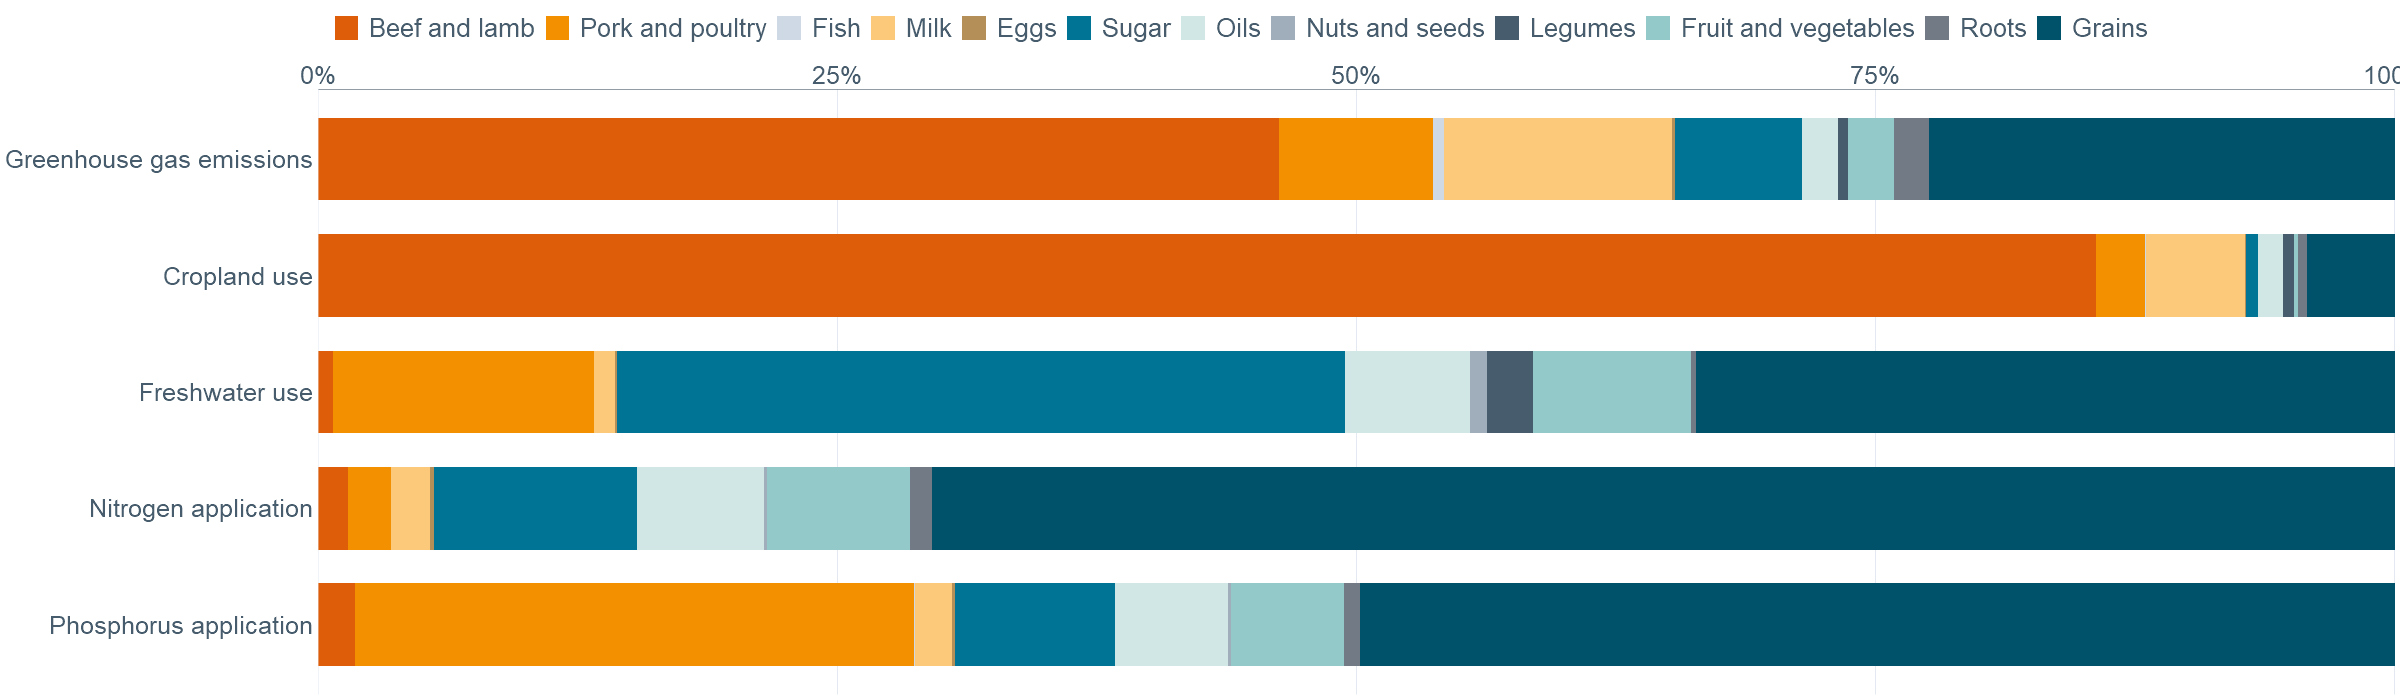 Beef and lamb Pork and poultry Fish Milk Eggs Sugar Oils Nuts and seeds Legumes Fruit and vegetables Roots Grains
0% 25% 50% 75% 100
Greenhouse gas emissions
Cropland use
Freshwater use
Nitrogen application
Phosphorus application